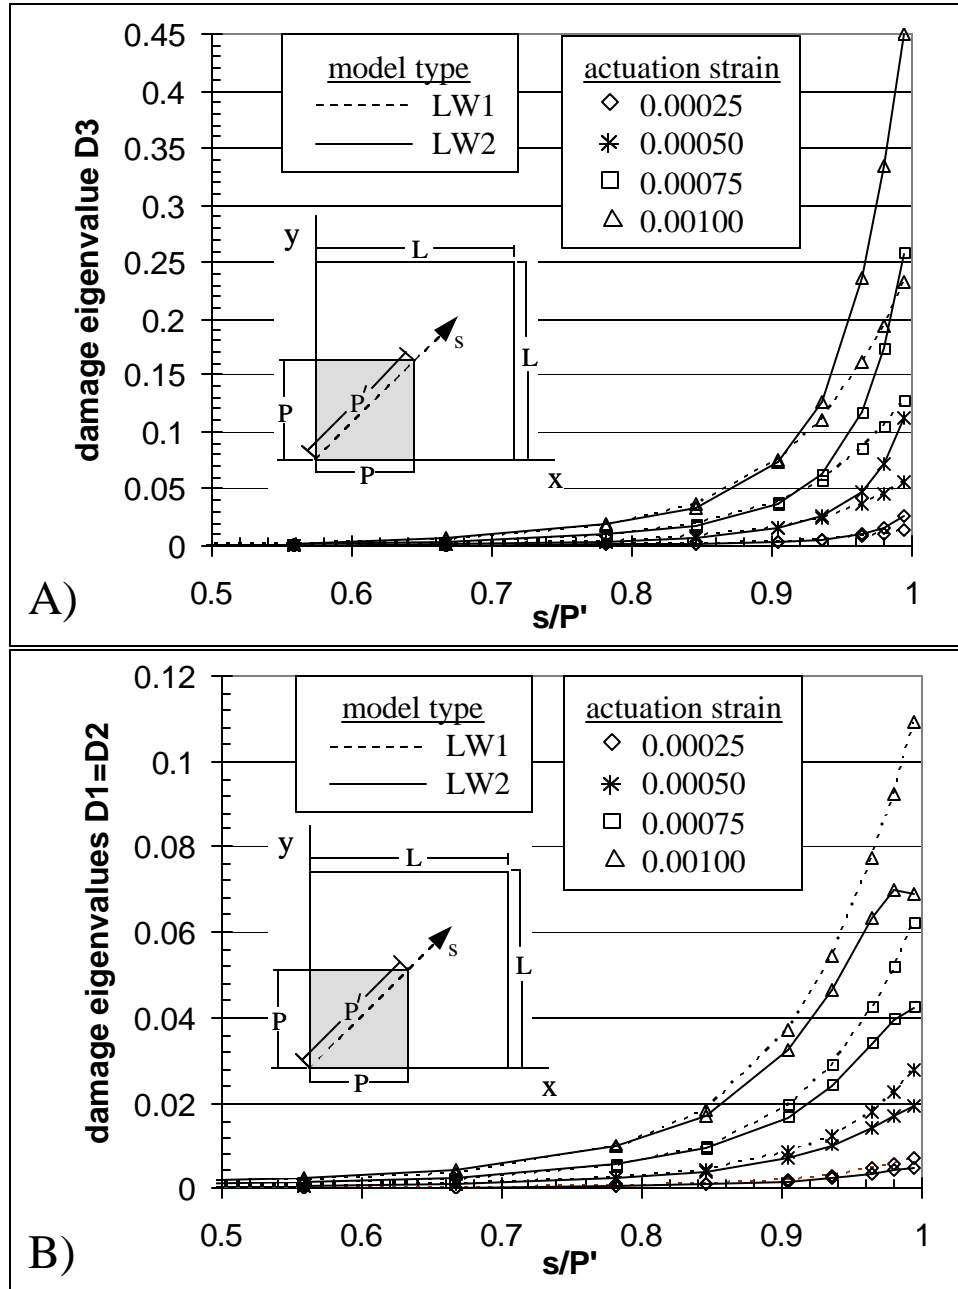 0.45
0.4
0.35
0.3
0.25
0.2
0.15
0.1
0.05
0
damage eigenvalue D3
model type
LW1
LW2
actuation strain
0.00025
0.00050
0.00075
0.00100
y
L
L
s
P'
P
P
x
0.5 0.6 0.7 0.8 0.9 1
s/P'
A)
0.12
0.1
0.08
0.06
0.04
0.02
0
damage eigenvalues D1=D2
model type
LW1
LW2
actuation strain
0.00025
0.00050
0.00075
0.00100
y
L
L
s
P'
P
P
x
0.5 0.6 0.7 0.8 0.9 1
s/P'
B)